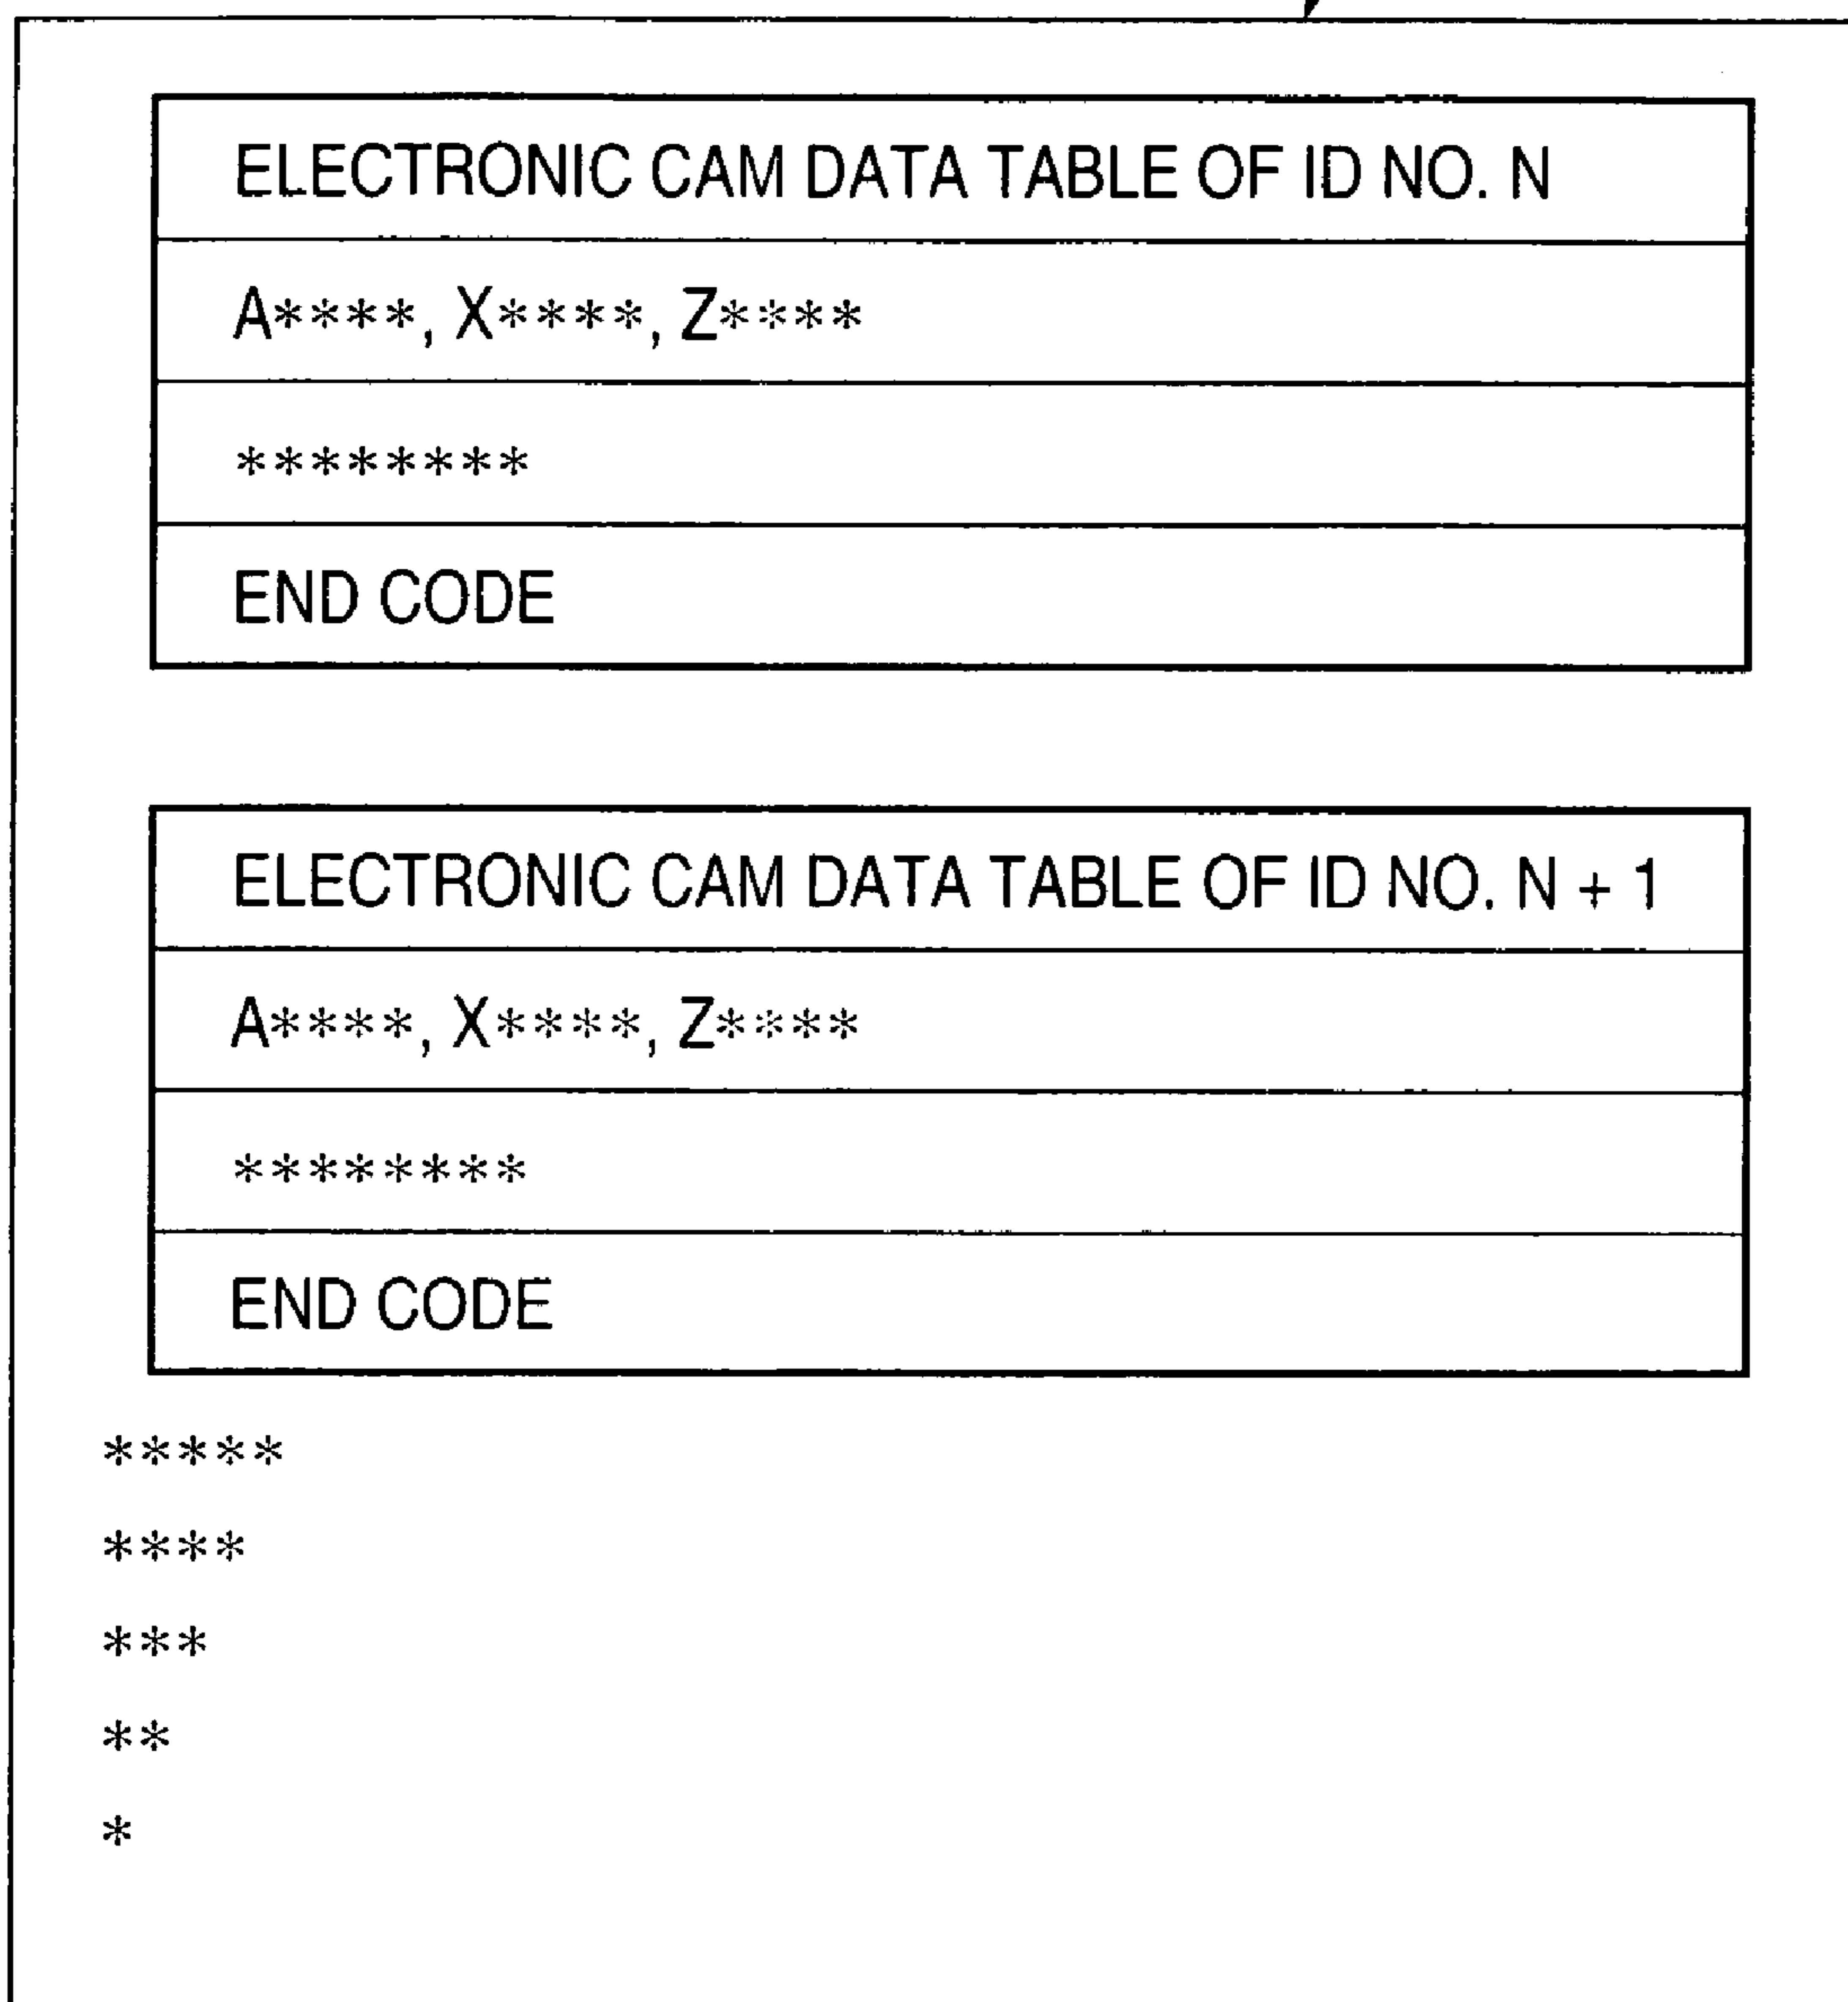 ELECTRONIC CAM DATA TABLE OF ID NO. N
A****, X****, Z****
********
END CODE
ELECTRONIC CAM DATA TABLE OF ID NO. N + 1
A****, X****, Z****
********
END CODE
*****
****
***
**
*